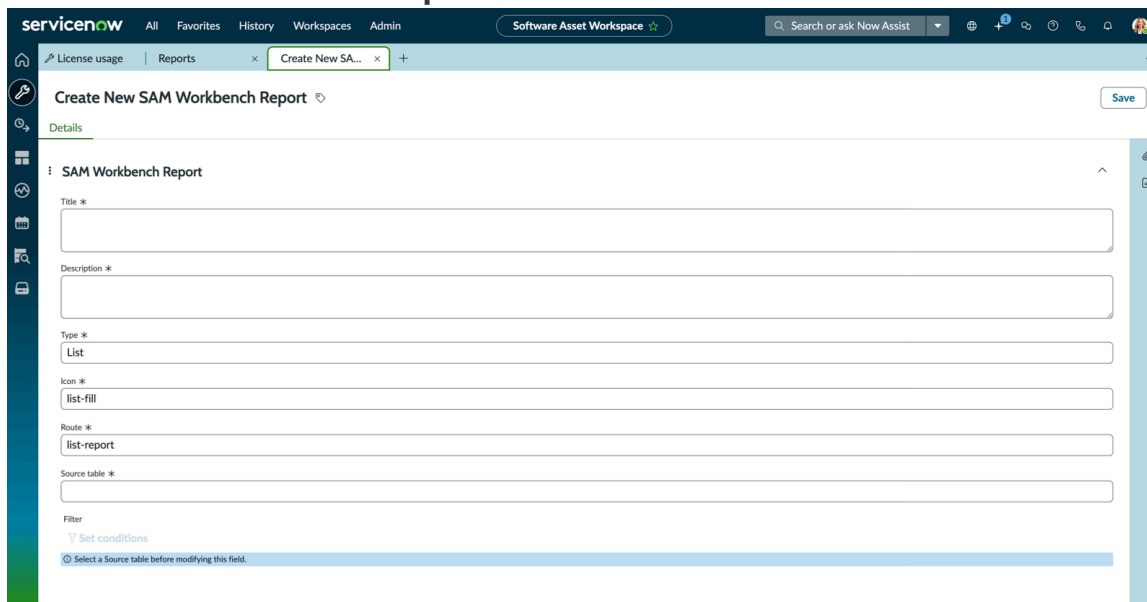 servicenow All Favorites History Workspaces Admin Software Asset Workspace Search or ask Now Assist 1
License usage Reports × Create New SA... × +
Create New SAM Workbench Report Save
Details
SAM Workbench Report
Title *
Description *
Type *
List
Icon *
list-fill
Route *
list-report
Source table *
Filter
Set conditions
Select a Source table before modifying this field.